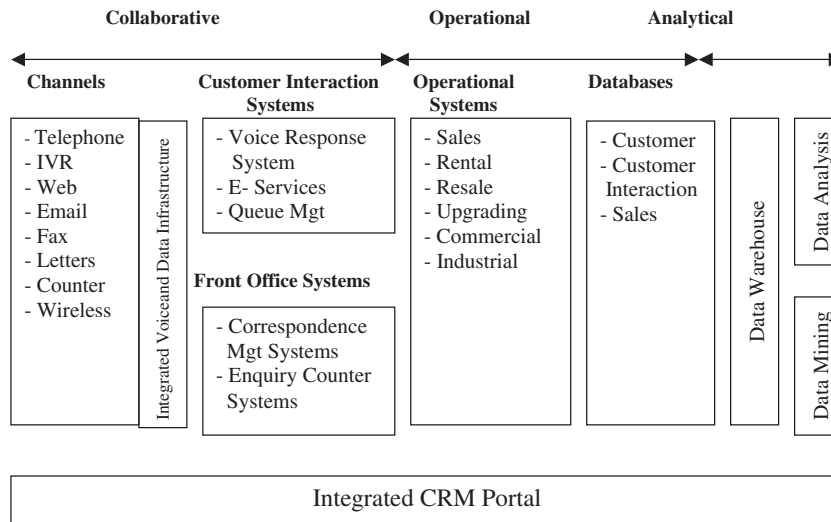 Collaborative
Operational
Analytical
Channels
Customer Interaction
Systems
Operational
Systems
Databases
- Telephone
- IVR
- Web
- Email
- Fax
- Letters
- Counter
- Wireless
Integrated Voiceand Data Infrastructure
- Voice Response
System
- E- Services
- Queue Mgt
Front Office Systems
- Correspondence
Mgt Systems
- Enquiry Counter
Systems
- Sales
- Rental
- Resale
- Upgrading
- Commercial
- Industrial
- Customer
- Customer
Interaction
- Sales
Data Warehouse
Data Analysis
Data Mining
Integrated CRM Portal